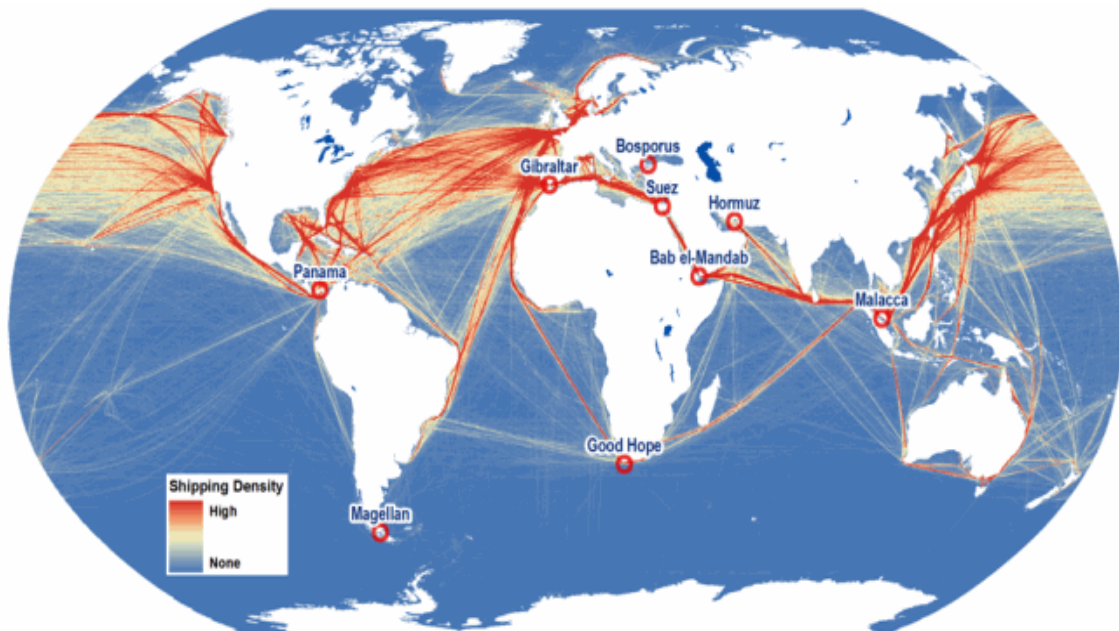 Bosporus
Gibraltar
Suez
Hormuz
Bab el-Mandab
Panama
Malacca
Good Hope
Magellan
Shipping Density
High
None